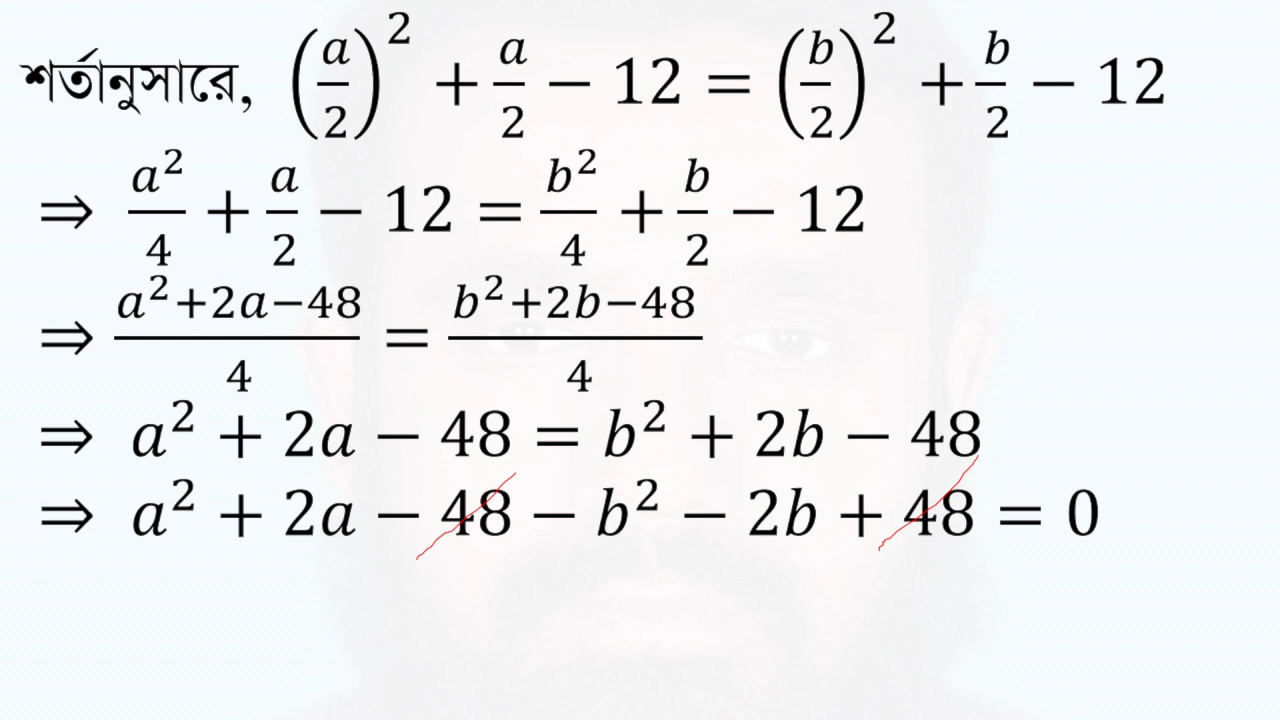 শর্তানুসারে, (a/2)² + a/2 − 12 = (b/2)² + b/2 − 12
⇒ a²/4 + a/2 − 12 = b²/4 + b/2 − 12
⇒ (a²+2a−48)/4 = (b²+2b−48)/4
⇒ a² + 2a − 48 = b² + 2b − 48
⇒ a² + 2a − 48 − b² − 2b + 48 = 0